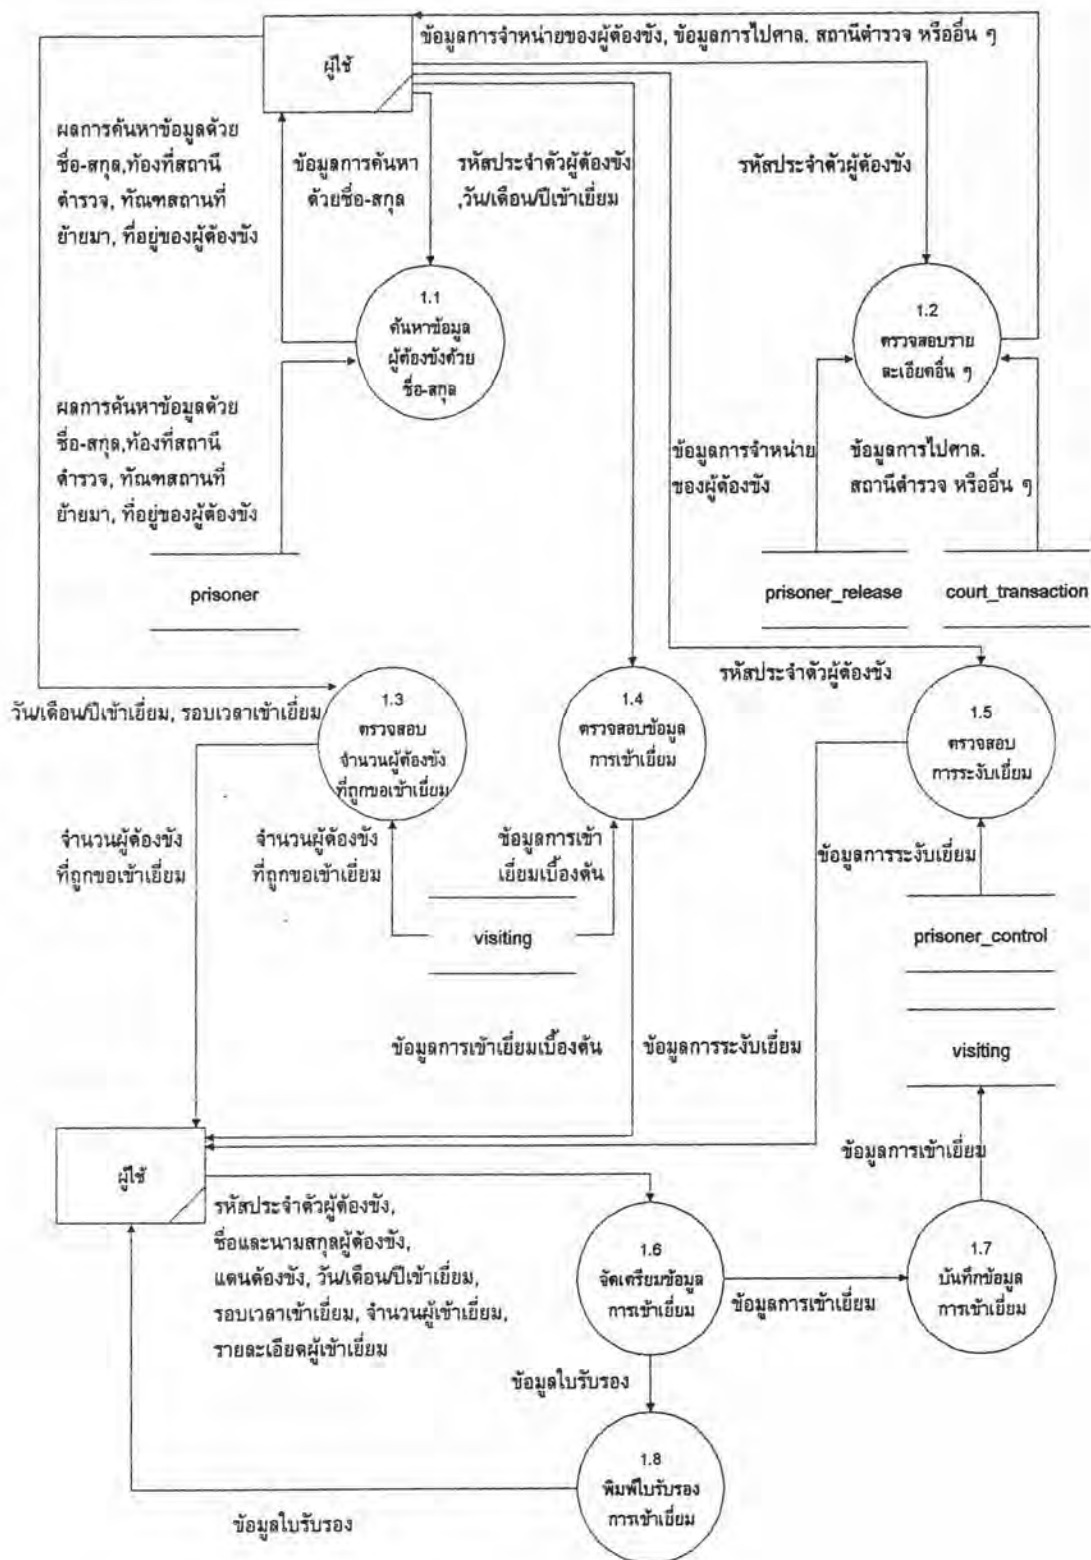 ข้อมูลการจำหน่ายของผู้ต้องขัง, ข้อมูลการไปศาล. สถานีตำรวจ หรืออื่น ๆ
ผู้ใช้
ผลการค้นหาข้อมูลด้วย
ชื่อ-สกุล,ท้องที่สถานี
ตำรวจ, ทัณฑสถานที่
ย้ายมา, ที่อยู่ของผู้ต้องขัง
ข้อมูลการค้นหา
ด้วยชื่อ-สกุล
รหัสประจำตัวผู้ต้องขัง
,วัน/เดือน/ปีเข้าเยี่ยม
รหัสประจำตัวผู้ต้องขัง
1.1
ค้นหาข้อมูล
ผู้ต้องขังด้วย
ชื่อ-สกุล
1.2
ตรวจสอบราย
ละเอียดอื่น ๆ
ผลการค้นหาข้อมูลด้วย
ชื่อ-สกุล,ท้องที่สถานี
ตำรวจ, ทัณฑสถานที่
ย้ายมา, ที่อยู่ของผู้ต้องขัง
ข้อมูลการจำหน่าย
ของผู้ต้องขัง
ข้อมูลการไปศาล.
สถานีตำรวจ หรืออื่น ๆ
prisoner
prisoner_release
court_transaction
รหัสประจำตัวผู้ต้องขัง
วัน/เดือน/ปีเข้าเยี่ยม, รอบเวลาเข้าเยี่ยม
1.3
ตรวจสอบ
จำนวนผู้ต้องขัง
ที่ถูกขอเข้าเยี่ยม
1.4
ตรวจสอบข้อมูล
การเข้าเยี่ยม
1.5
ตรวจสอบ
การระงับเยี่ยม
จำนวนผู้ต้องขัง
ที่ถูกขอเข้าเยี่ยม
จำนวนผู้ต้องขัง
ที่ถูกขอเข้าเยี่ยม
ข้อมูลการเข้า
เยี่ยมเบื้องต้น
ข้อมูลการระงับเยี่ยม
visiting
prisoner_control
ข้อมูลการเข้าเยี่ยมเบื้องต้น
ข้อมูลการระงับเยี่ยม
visiting
ข้อมูลการเข้าเยี่ยม
ผู้ใช้
รหัสประจำตัวผู้ต้องขัง,
ชื่อและนามสกุลผู้ต้องขัง,
แดนต้องขัง, วัน/เดือน/ปีเข้าเยี่ยม,
รอบเวลาเข้าเยี่ยม, จำนวนผู้เข้าเยี่ยม,
รายละเอียดผู้เข้าเยี่ยม
1.6
จัดเตรียมข้อมูล
การเข้าเยี่ยม
ข้อมูลการเข้าเยี่ยม
1.7
บันทึกข้อมูล
การเข้าเยี่ยม
ข้อมูลใบรับรอง
1.8
พิมพ์ใบรับรอง
การเข้าเยี่ยม
ข้อมูลใบรับรอง